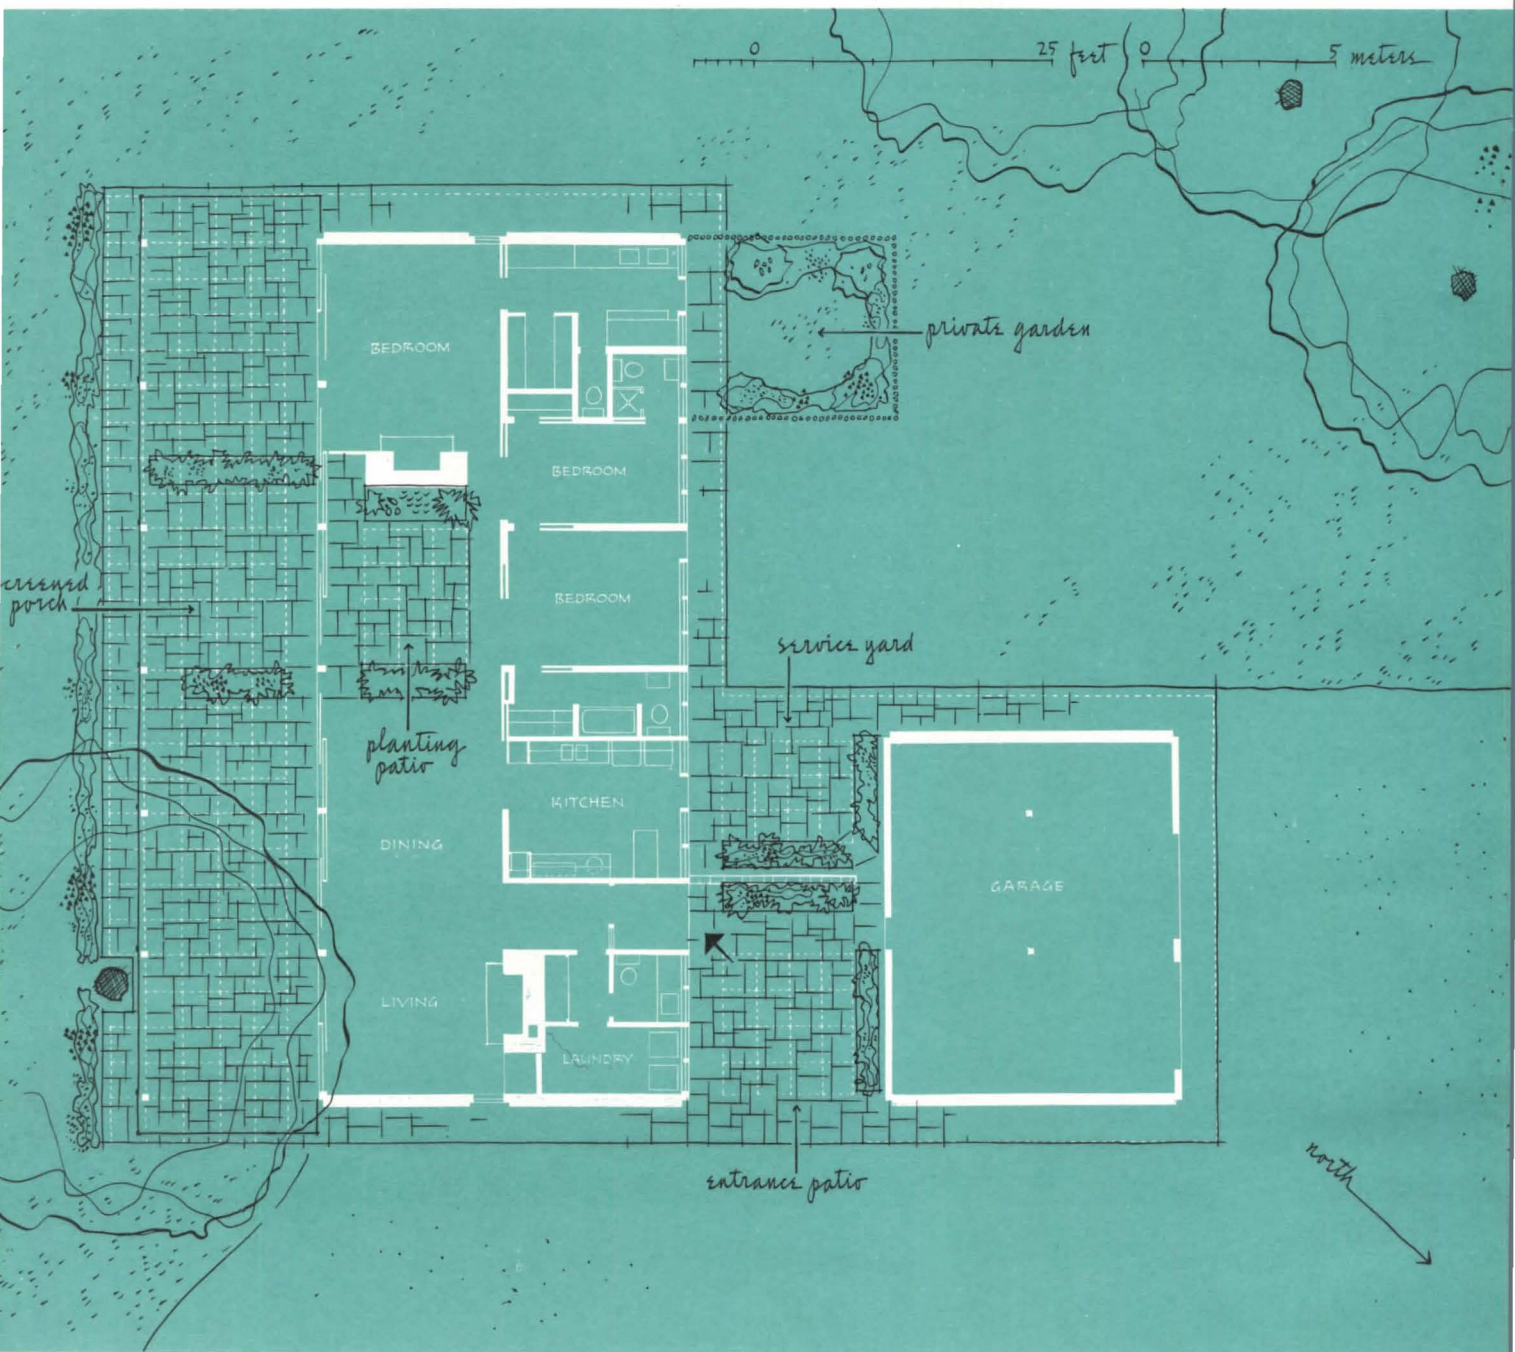 0 25 feet 0 5 meters
private garden
BEDROOM
BEDROOM
BEDROOM
creened
porch
service yard
planting
patio
KITCHEN
DINING
GARAGE
LIVING
LAUNDRY
entrance patio
north